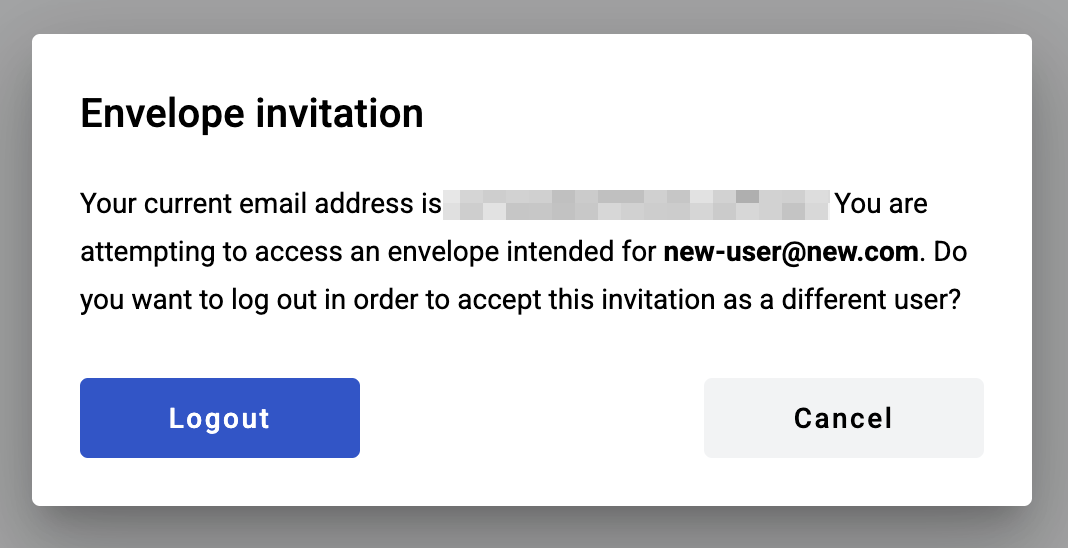 Envelope invitation
Your current email address is You are
attempting to access an envelope intended for new-user@new.com. Do
you want to log out in order to accept this invitation as a different user?
Logout
Cancel